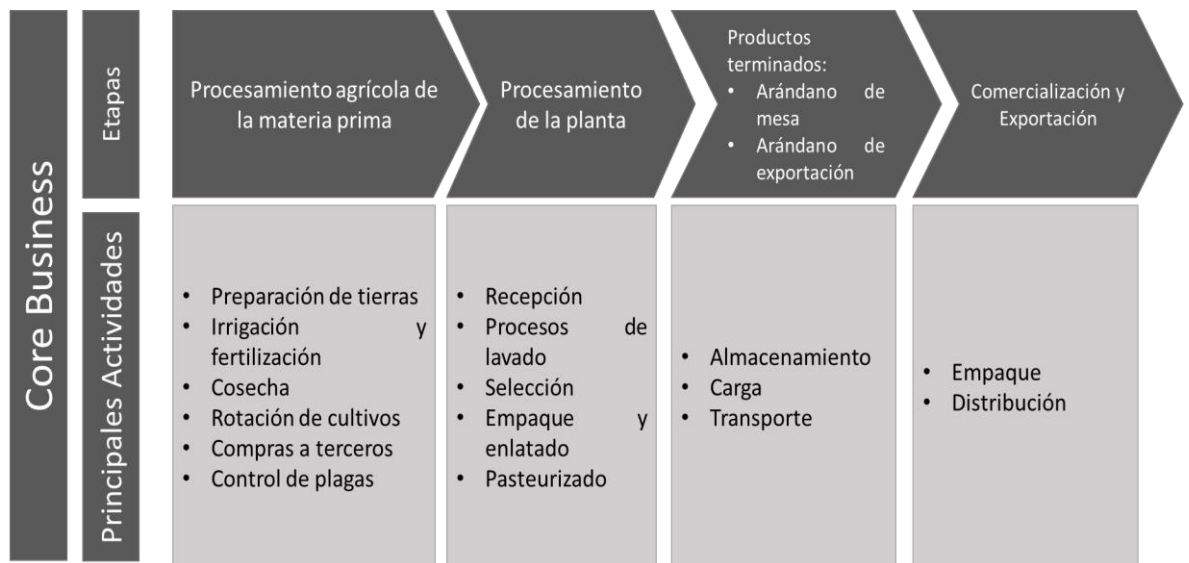 Core Business
Etapas
Procesamiento agrícola de
la materia prima
Procesamiento
de la planta
Productos
terminados:
• Arándano de
mesa
• Arándano de
exportación
Comercialización y
Exportación
Principales Actividades
• Preparación de tierras
• Irrigación y
fertilización
• Cosecha
• Rotación de cultivos
• Compras a terceros
• Control de plagas
• Recepción
• Procesos de
lavado
• Selección
• Empaque y
enlatado
• Pasteurizado
• Almacenamiento
• Carga
• Transporte
• Empaque
• Distribución